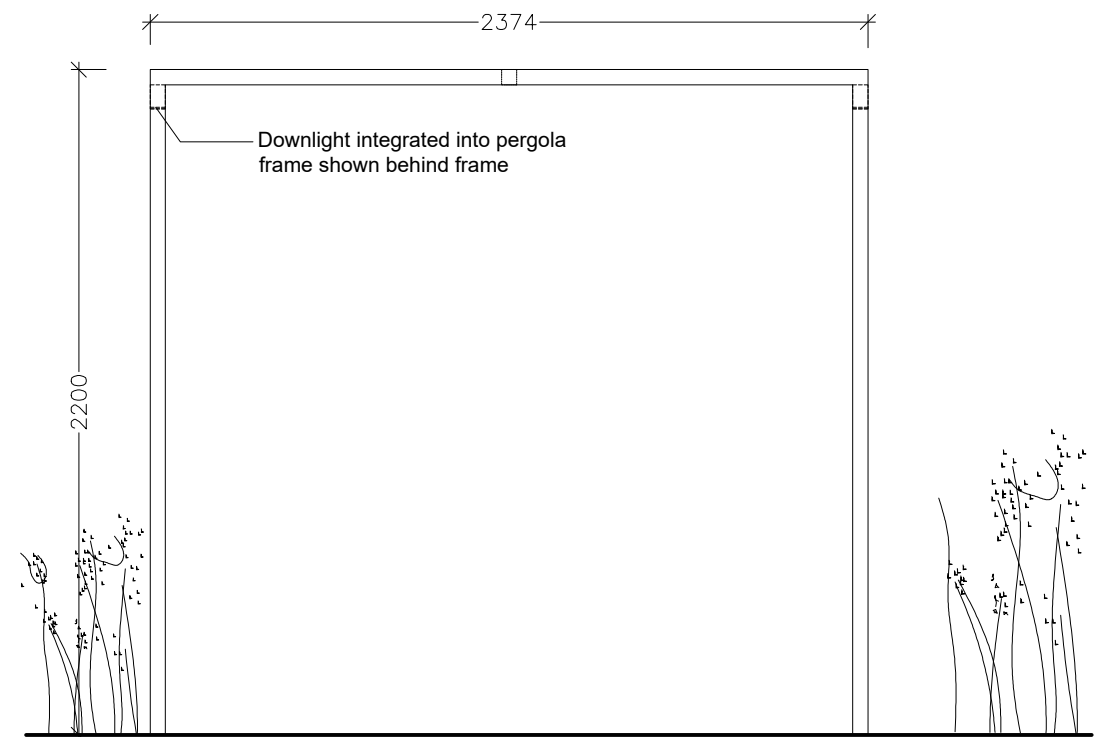 2374
Downlight integrated into pergola
frame shown behind frame
2200